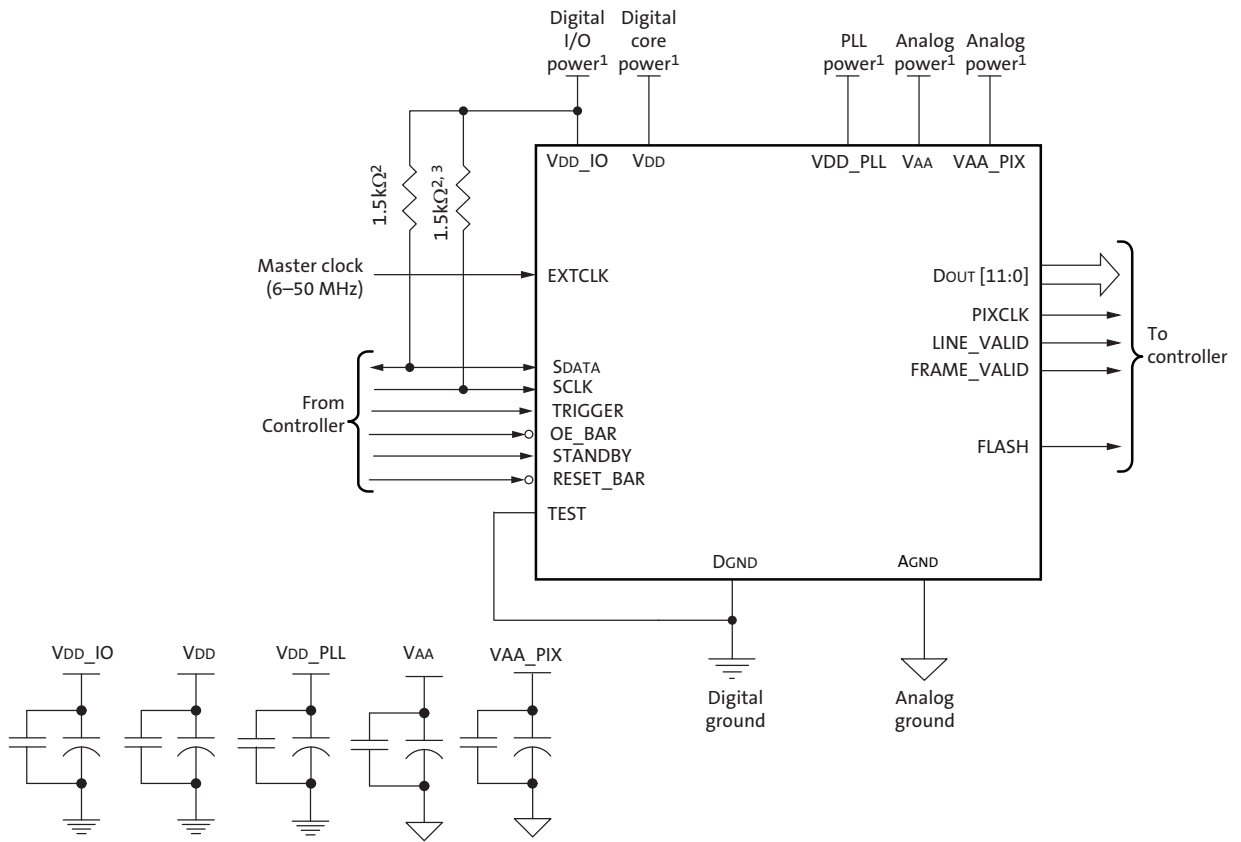 Digital
I/O
power1
Digital
core
power1
PLL
power1
Analog
power1
Analog
power1
VDD_IO
VDD
VDD_PLL
VAA
VAA_PIX
1.5kΩ2
1.5kΩ2, 3
Master clock
(6–50 MHz)
EXTCLK
DOUT [11:0]
PIXCLK
LINE_VALID
FRAME_VALID
To
controller
FLASH
From
Controller
SDATA
SCLK
TRIGGER
OE_BAR
STANDBY
RESET_BAR
TEST
DGND
AGND
Digital
ground
Analog
ground
VDD_IO
VDD
VDD_PLL
VAA
VAA_PIX